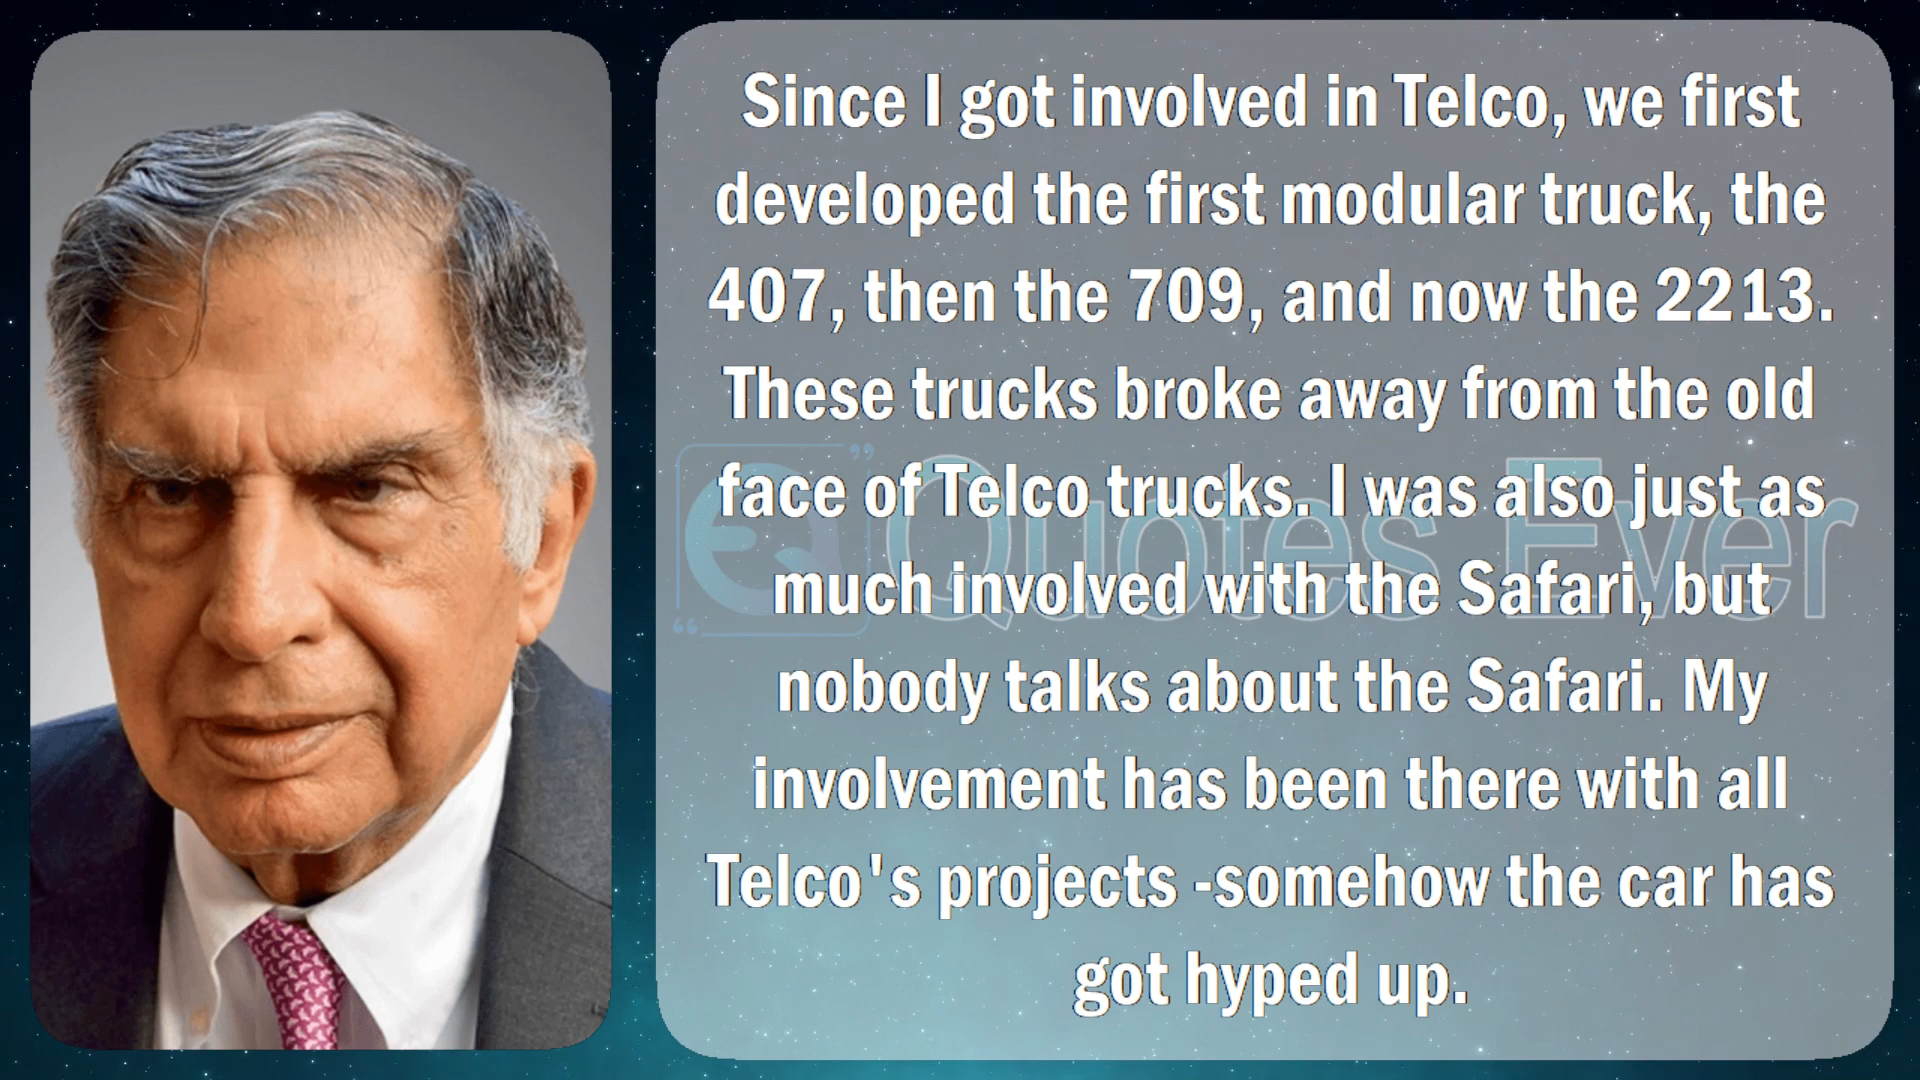 Since I got involved in Telco, we first
developed the first modular truck, the
407, then the 709, and now the 2213.
These trucks broke away from the old
face of Telco trucks. I was also just as
much involved with the Safari, but
nobody talks about the Safari. My
involvement has been there with all
Telco's projects -somehow the car has
got hyped up.
Quotes Ever